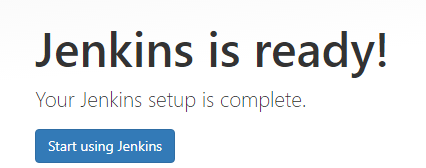 Jenkins is ready!
Your Jenkins setup is complete.
Start using Jenkins